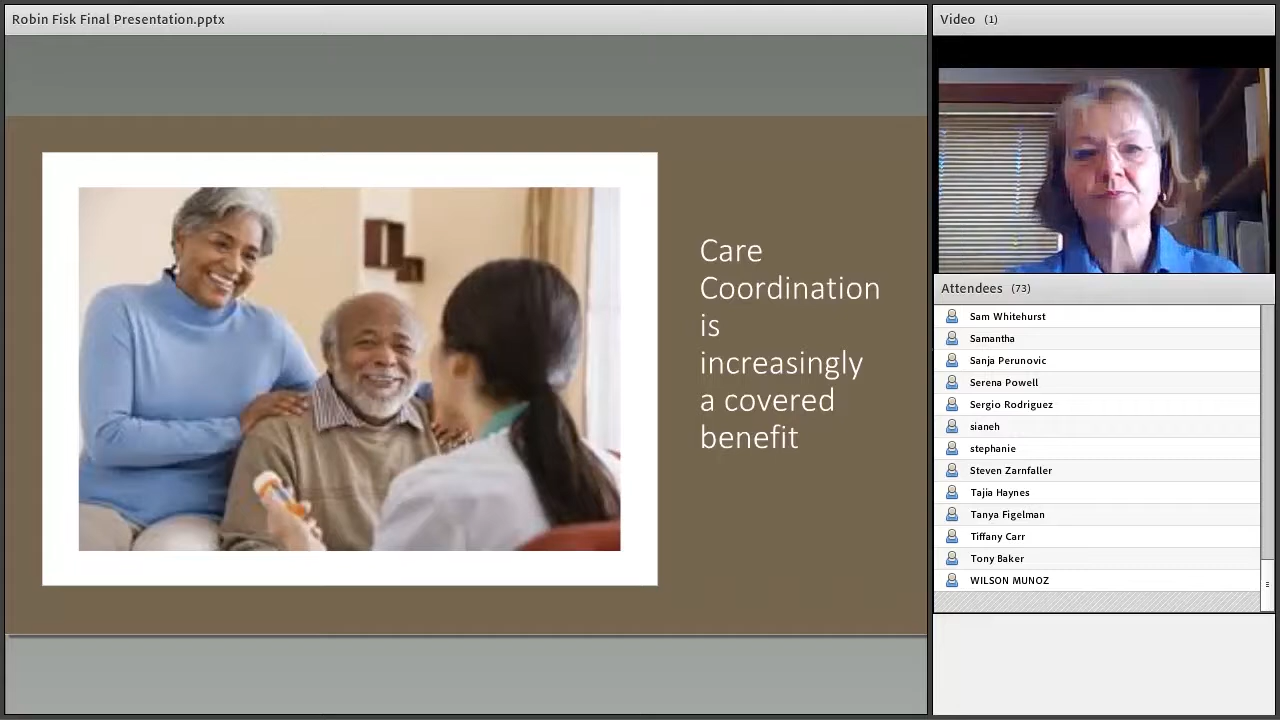 Robin Fisk Final Presentation.pptx
Care
Coordination
is
increasingly
a covered
benefit
Video (1)
Attendees (73)
Sam Whitehurst
Samantha
Sanja Perunovic
Serena Powell
Sergio Rodriguez
sianeh
stephanie
Steven Zarnfaller
Tajia Haynes
Tanya Figelman
Tiffany Carr
Tony Baker
WILSON MUNOZ